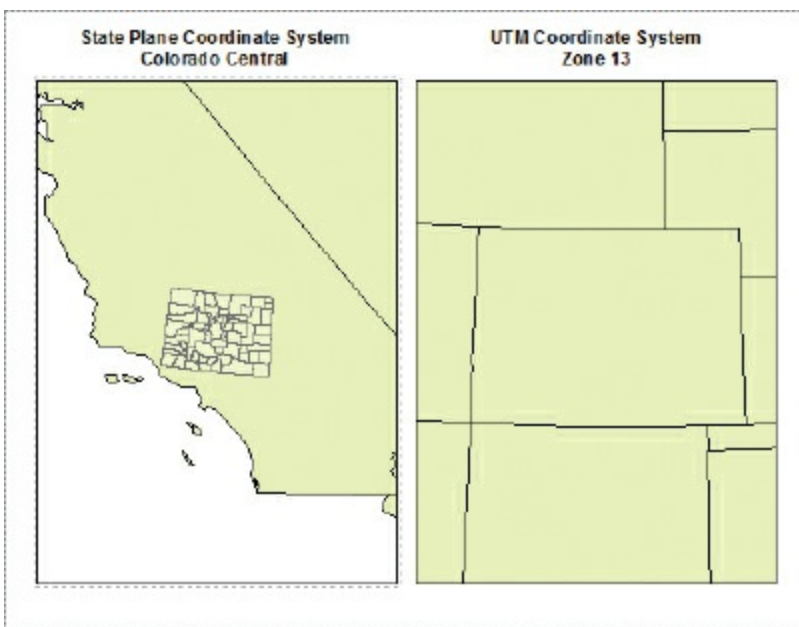 State Plane Coordinate System
Colorado Central
UTM Coordinate System
Zone 13